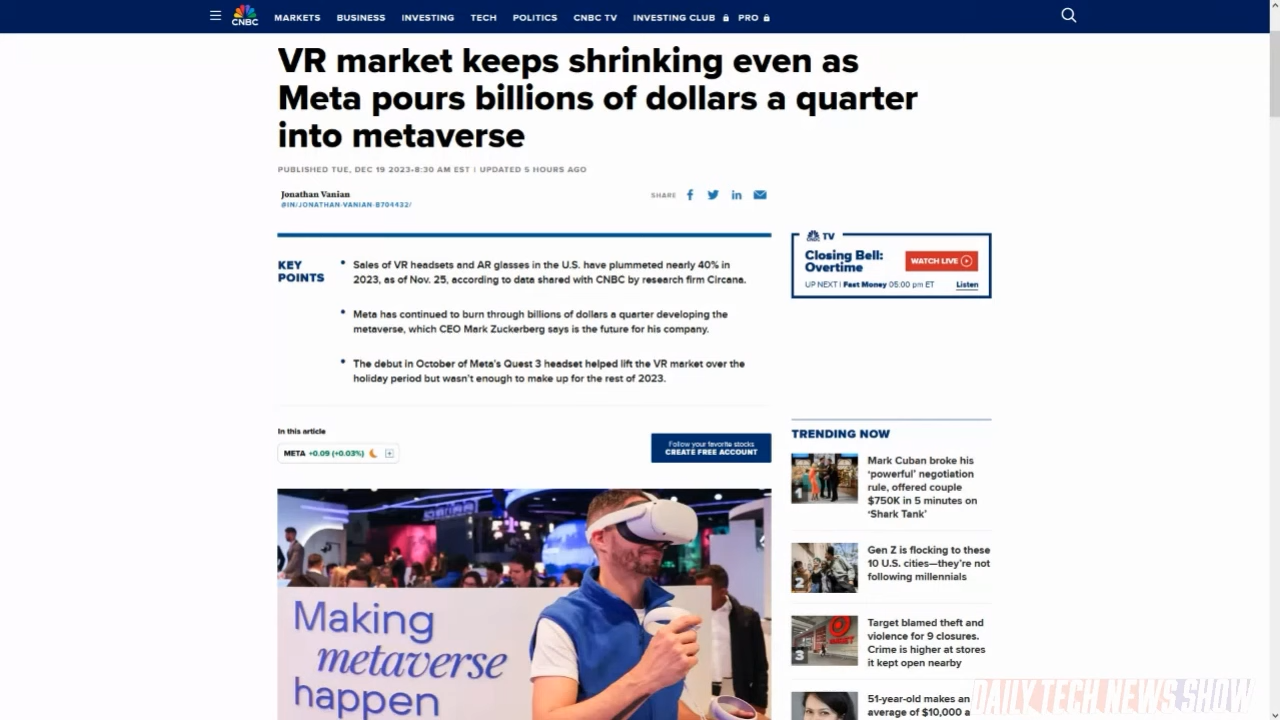 CNBC
MARKETS BUSINESS INVESTING TECH POLITICS CNBC TV INVESTING CLUB PRO
VR market keeps shrinking even as
Meta pours billions of dollars a quarter
into metaverse
PUBLISHED TUE, DEC 19 2023•8:30 AM EST | UPDATED 5 HOURS AGO
Jonathan Vanian
@IN/JONATHAN-VANIAN-B704432/
SHARE
KEY
POINTS
• Sales of VR headsets and AR glasses in the U.S. have plummeted nearly 40% in
2023, as of Nov. 25, according to data shared with CNBC by research firm Circana.
• Meta has continued to burn through billions of dollars a quarter developing the
metaverse, which CEO Mark Zuckerberg says is the future for his company.
• The debut in October of Meta's Quest 3 headset helped lift the VR market over the
holiday period but wasn't enough to make up for the rest of 2023.
TV
Closing Bell:
Overtime
WATCH LIVE
UP NEXT | Fast Money 05:00 pm ET
Listen
In this article
META +0.09 (+0.03%)
Follow your favorite stocks
CREATE FREE ACCOUNT
Making
metaverse
happen
TRENDING NOW
1
Mark Cuban broke his
'powerful' negotiation
rule, offered couple
$750K in 5 minutes on
'Shark Tank'
2
Gen Z is flocking to these
10 U.S. cities—they're not
following millennials
3
Target blamed theft and
violence for 9 closures.
Crime is higher at stores
it kept open nearby
51-year-old makes an
average of $10,000 a
DAILY TECH NEWS SHOW